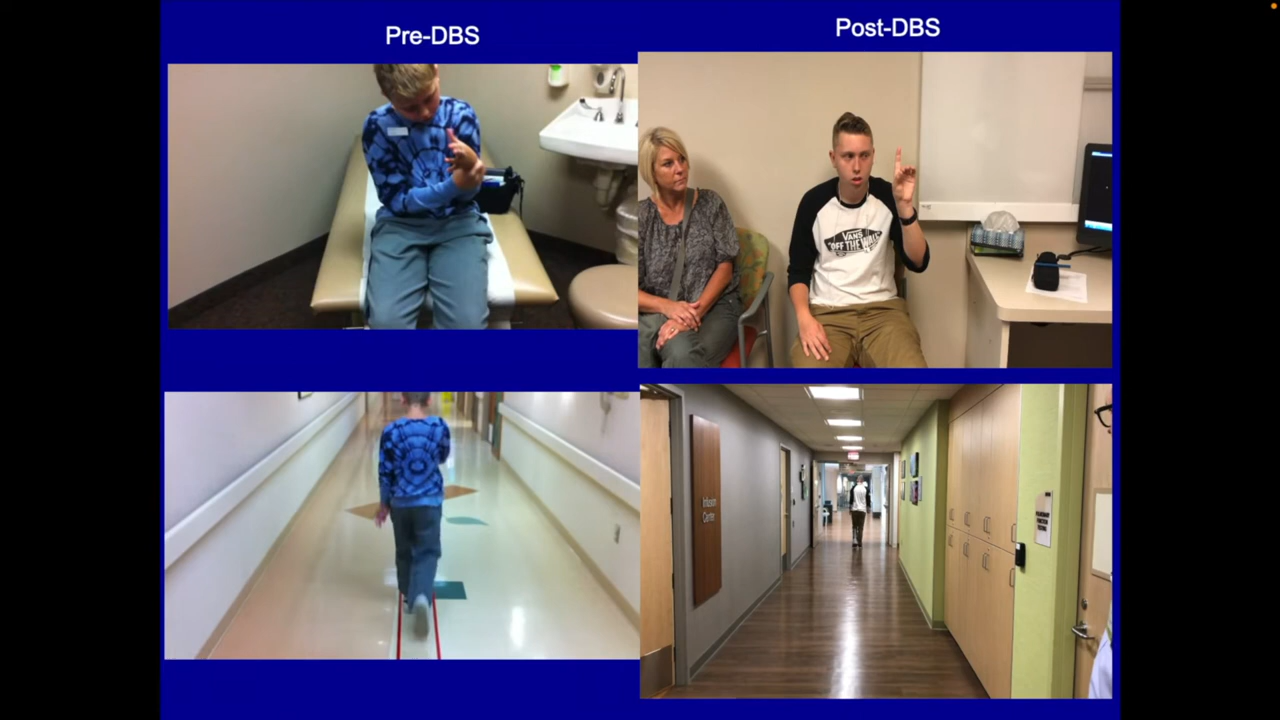 Pre-DBS
Post-DBS
VANS
"OFF THE WALL"
Infusion
Center